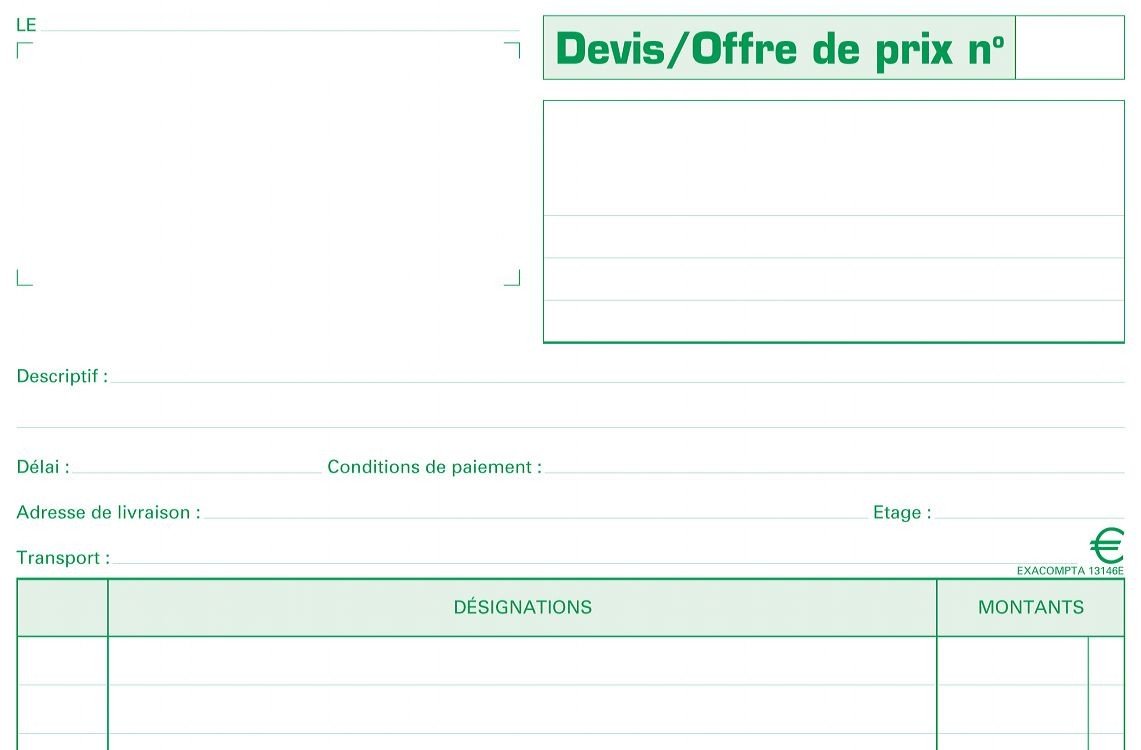 LE
Devis/Offre de prix nº
Descriptif :
Délai : Conditions de paiement :
Adresse de livraison : Etage :
Transport : €
EXACOMPTA 13146E
DÉSIGNATIONS MONTANTS